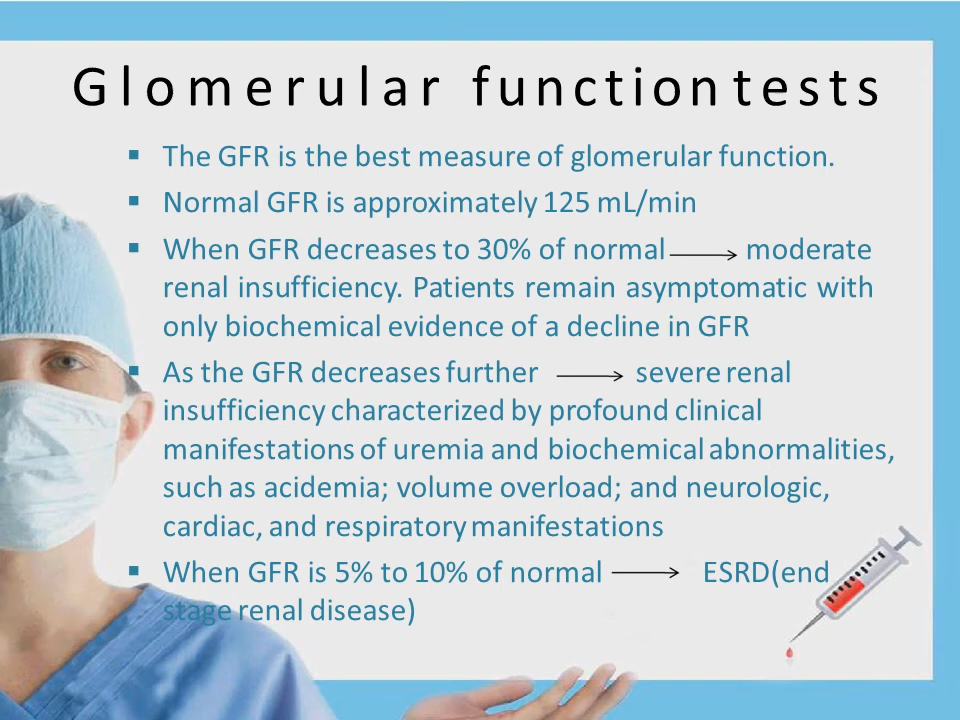 Glomerular function tests
▪ The GFR is the best measure of glomerular function.
▪ Normal GFR is approximately 125 mL/min
▪ When GFR decreases to 30% of normal ⟶ moderate
renal insufficiency. Patients remain asymptomatic with
only biochemical evidence of a decline in GFR
▪ As the GFR decreases further ⟶ severe renal
insufficiency characterized by profound clinical
manifestations of uremia and biochemical abnormalities,
such as acidemia; volume overload; and neurologic,
cardiac, and respiratory manifestations
▪ When GFR is 5% to 10% of normal ⟶ ESRD(end
stage renal disease)